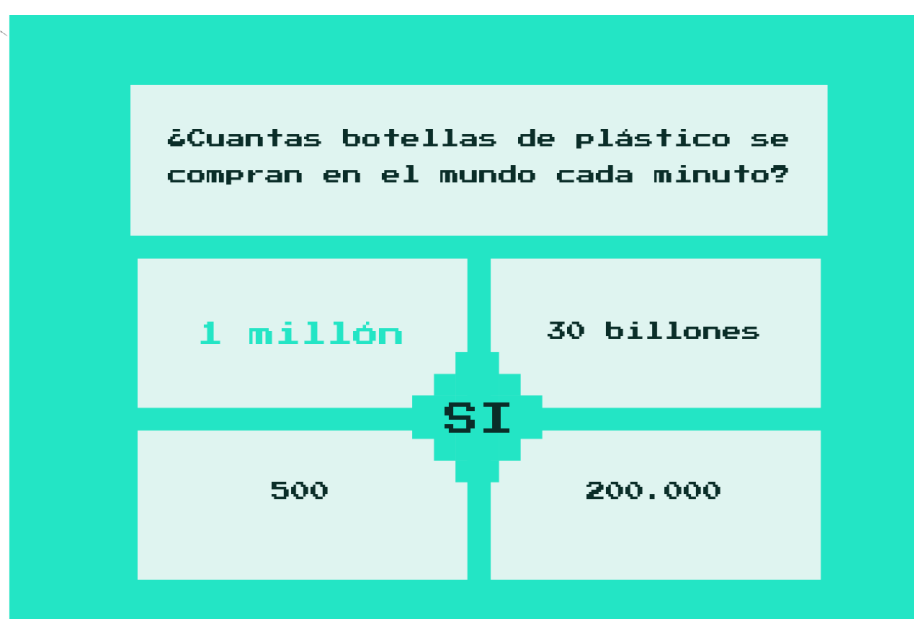 ¿Cuantas botellas de plástico se
compran en el mundo cada minuto?
1 millón
30 billones
SI
500
200.000